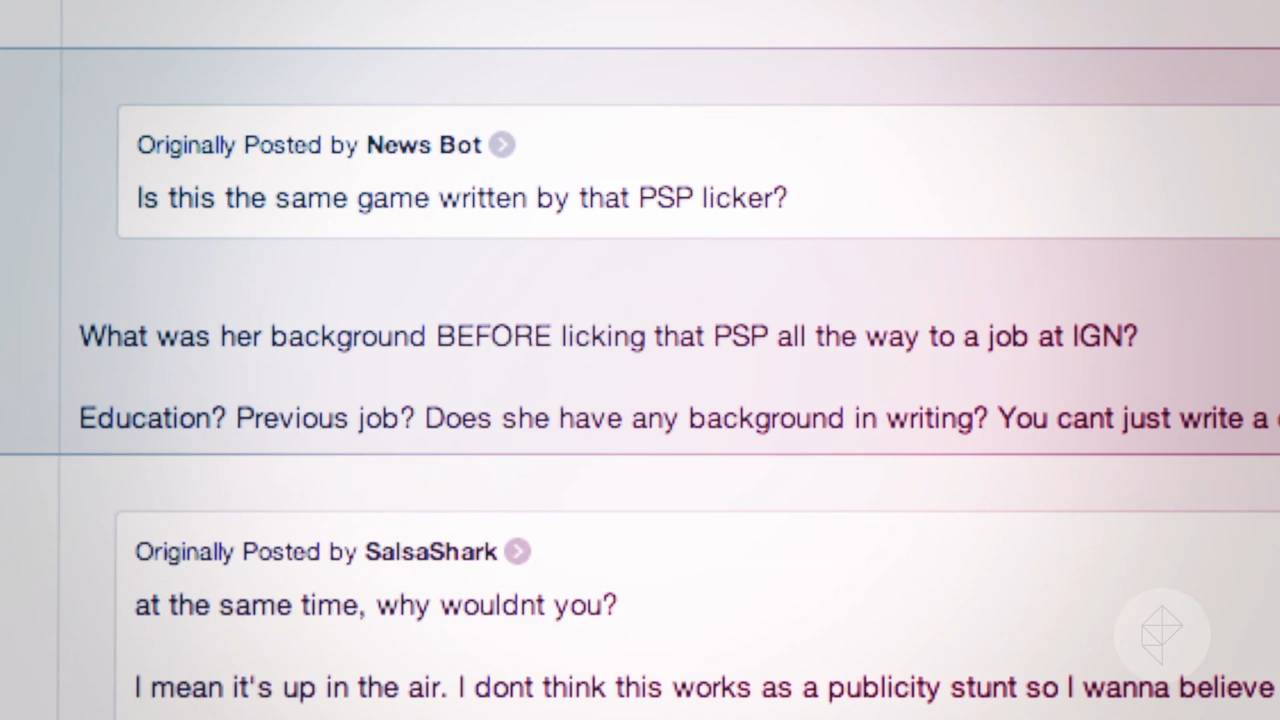 Originally Posted by News Bot
Is this the same game written by that PSP licker?
What was her background BEFORE licking that PSP all the way to a job at IGN?
Education? Previous job? Does she have any background in writing? You cant just write a
Originally Posted by SalsaShark
at the same time, why wouldnt you?
I mean it's up in the air. I dont think this works as a publicity stunt so I wanna believe